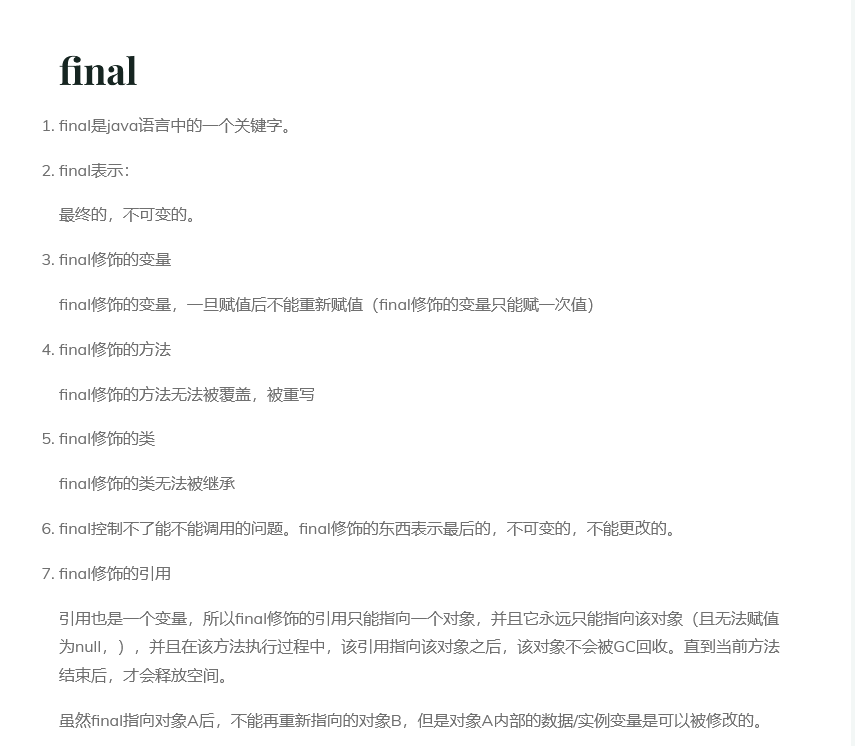 final
1. final是java语言中的一个关键字。
2. final表示：
最终的，不可变的。
3. final修饰的变量
final修饰的变量，一旦赋值后不能重新赋值（final修饰的变量只能赋一次值）
4. final修饰的方法
final修饰的方法无法被覆盖，被重写
5. final修饰的类
final修饰的类无法被继承
6. final控制不了能不能调用的问题。final修饰的东西表示最后的，不可变的，不能更改的。
7. final修饰的引用
引用也是一个变量，所以final修饰的引用只能指向一个对象，并且它永远只能指向该对象（且无法赋值
为null，），并且在该方法执行过程中，该引用指向该对象之后，该对象不会被GC回收。直到当前方法
结束后，才会释放空间。
虽然final指向对象A后，不能再重新指向的对象B，但是对象A内部的数据/实例变量是可以被修改的。